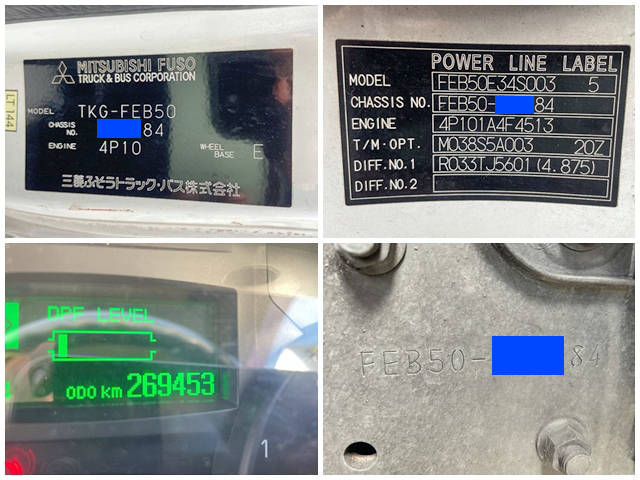 MITSUBISHI FUSO
TRUCK & BUS CORPORATION
MODEL TKG-FEB50
CHASSIS NO. 84
ENGINE 4P10 WHEEL BASE E
三菱ふそうトラック・バス株式会社
LT144
POWER LINE LABEL
MODEL FEB50E34S003 5
CHASSIS NO. FEB50- 84
ENGINE 4P101A4F4513
T/M・OPT. M038S5A003 20Z
DIFF.NO.1 R033TJ5601(4.875)
DIFF.NO.2
DPF LEVEL
ODO km 269453
1
FEB50- 84